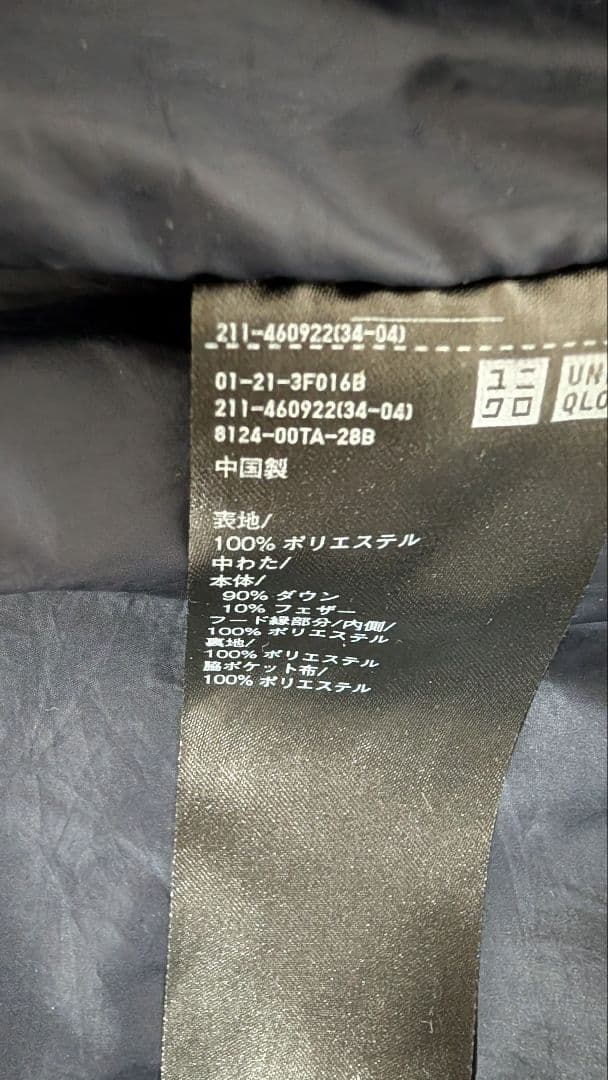 211-460922(34-04)
01-21-3F016B
211-460922(34-04)
8124-00TA-28B
中国製
ユニ
クロ
UN
QLO
表地/
100% ポリエステル
中わた/
本体/
90% ダウン
10% フェザー
フード縁部分/内側/
100% ポリエステル
裏地/
100% ポリエステル
脇ポケット布/
100% ポリエステル